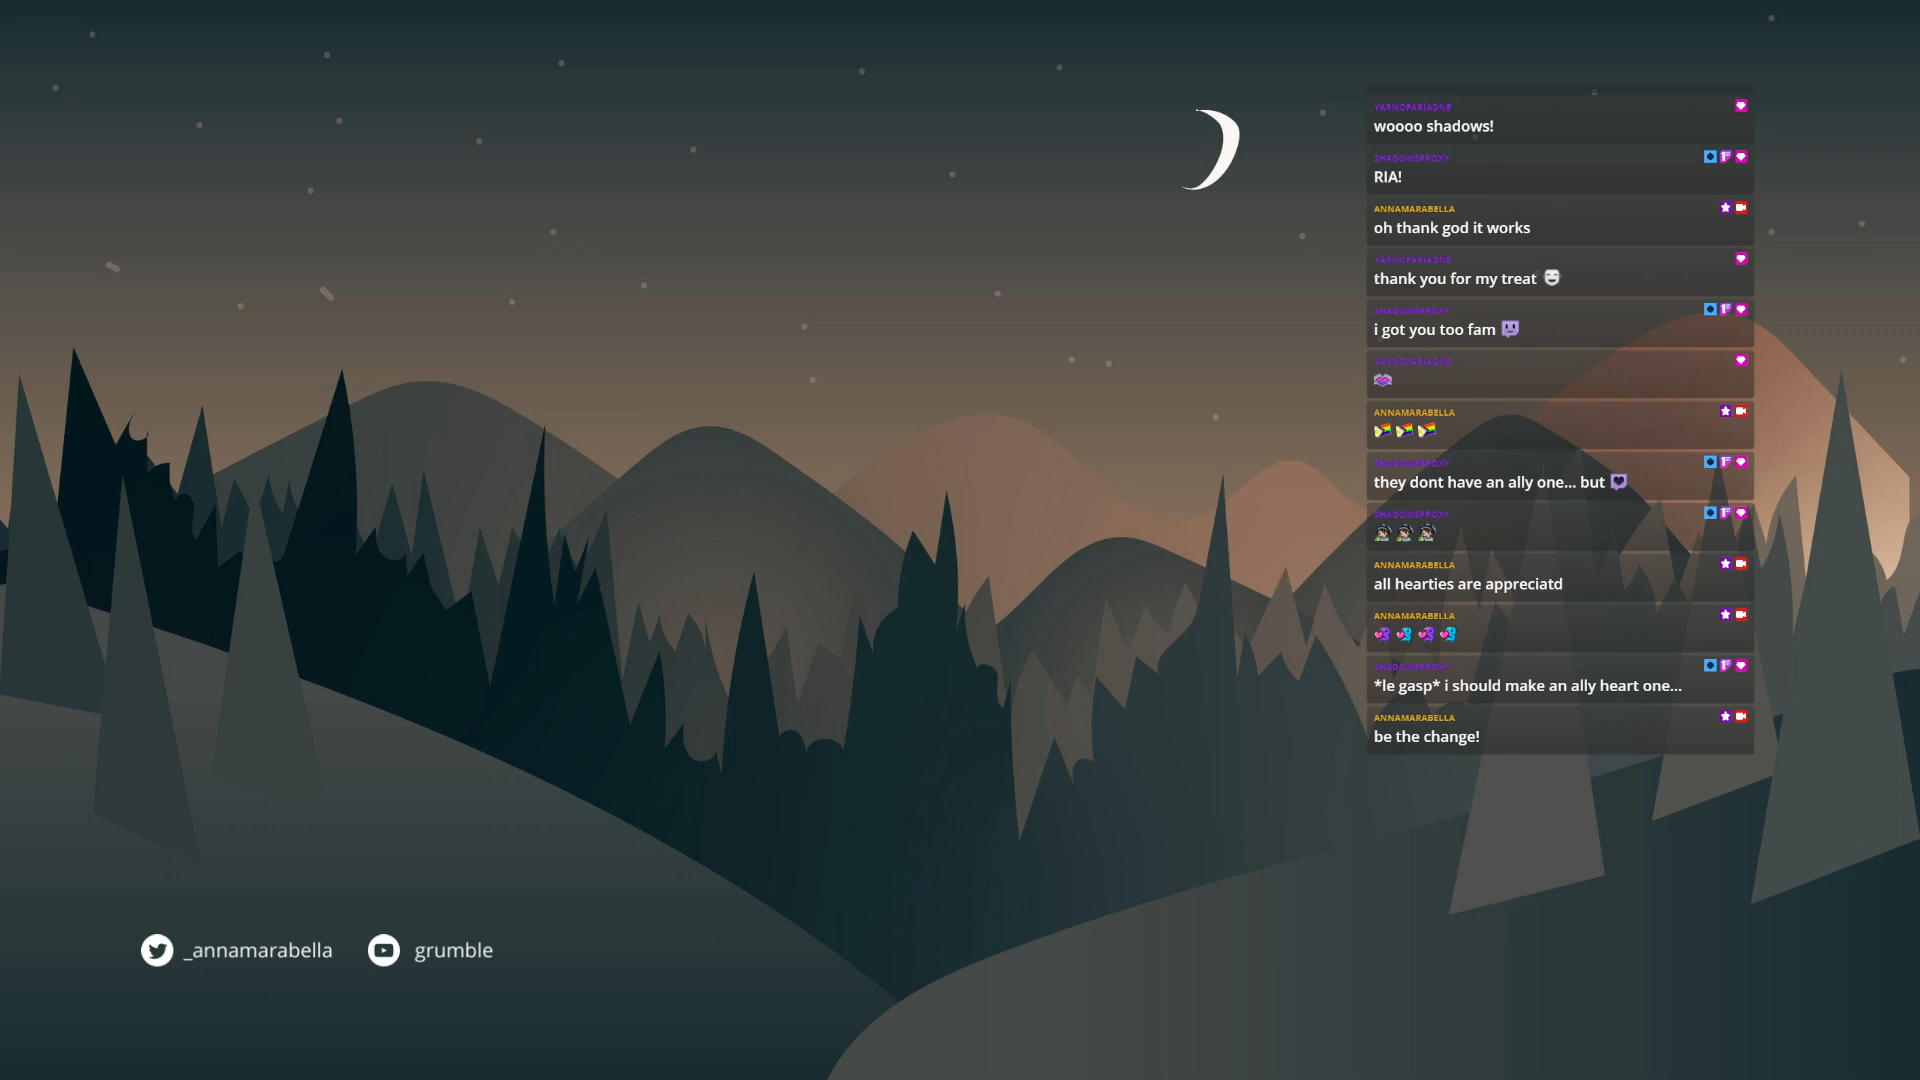 YARNOFARIADNE
woooo shadows!
SHADOWSPROXY
RIA!
ANNAMARABELLA
oh thank god it works
YARNOFARIADNE
thank you for my treat
SHADOWSPROXY
i got you too fam
YARNOFARIADNE
ANNAMARABELLA
SHADOWSPROXY
they dont have an ally one... but
SHADOWSPROXY
ANNAMARABELLA
all hearties are appreciatd
ANNAMARABELLA
SHADOWSPROXY
*le gasp* i should make an ally heart one...
ANNAMARABELLA
be the change!
_annamarabella
grumble